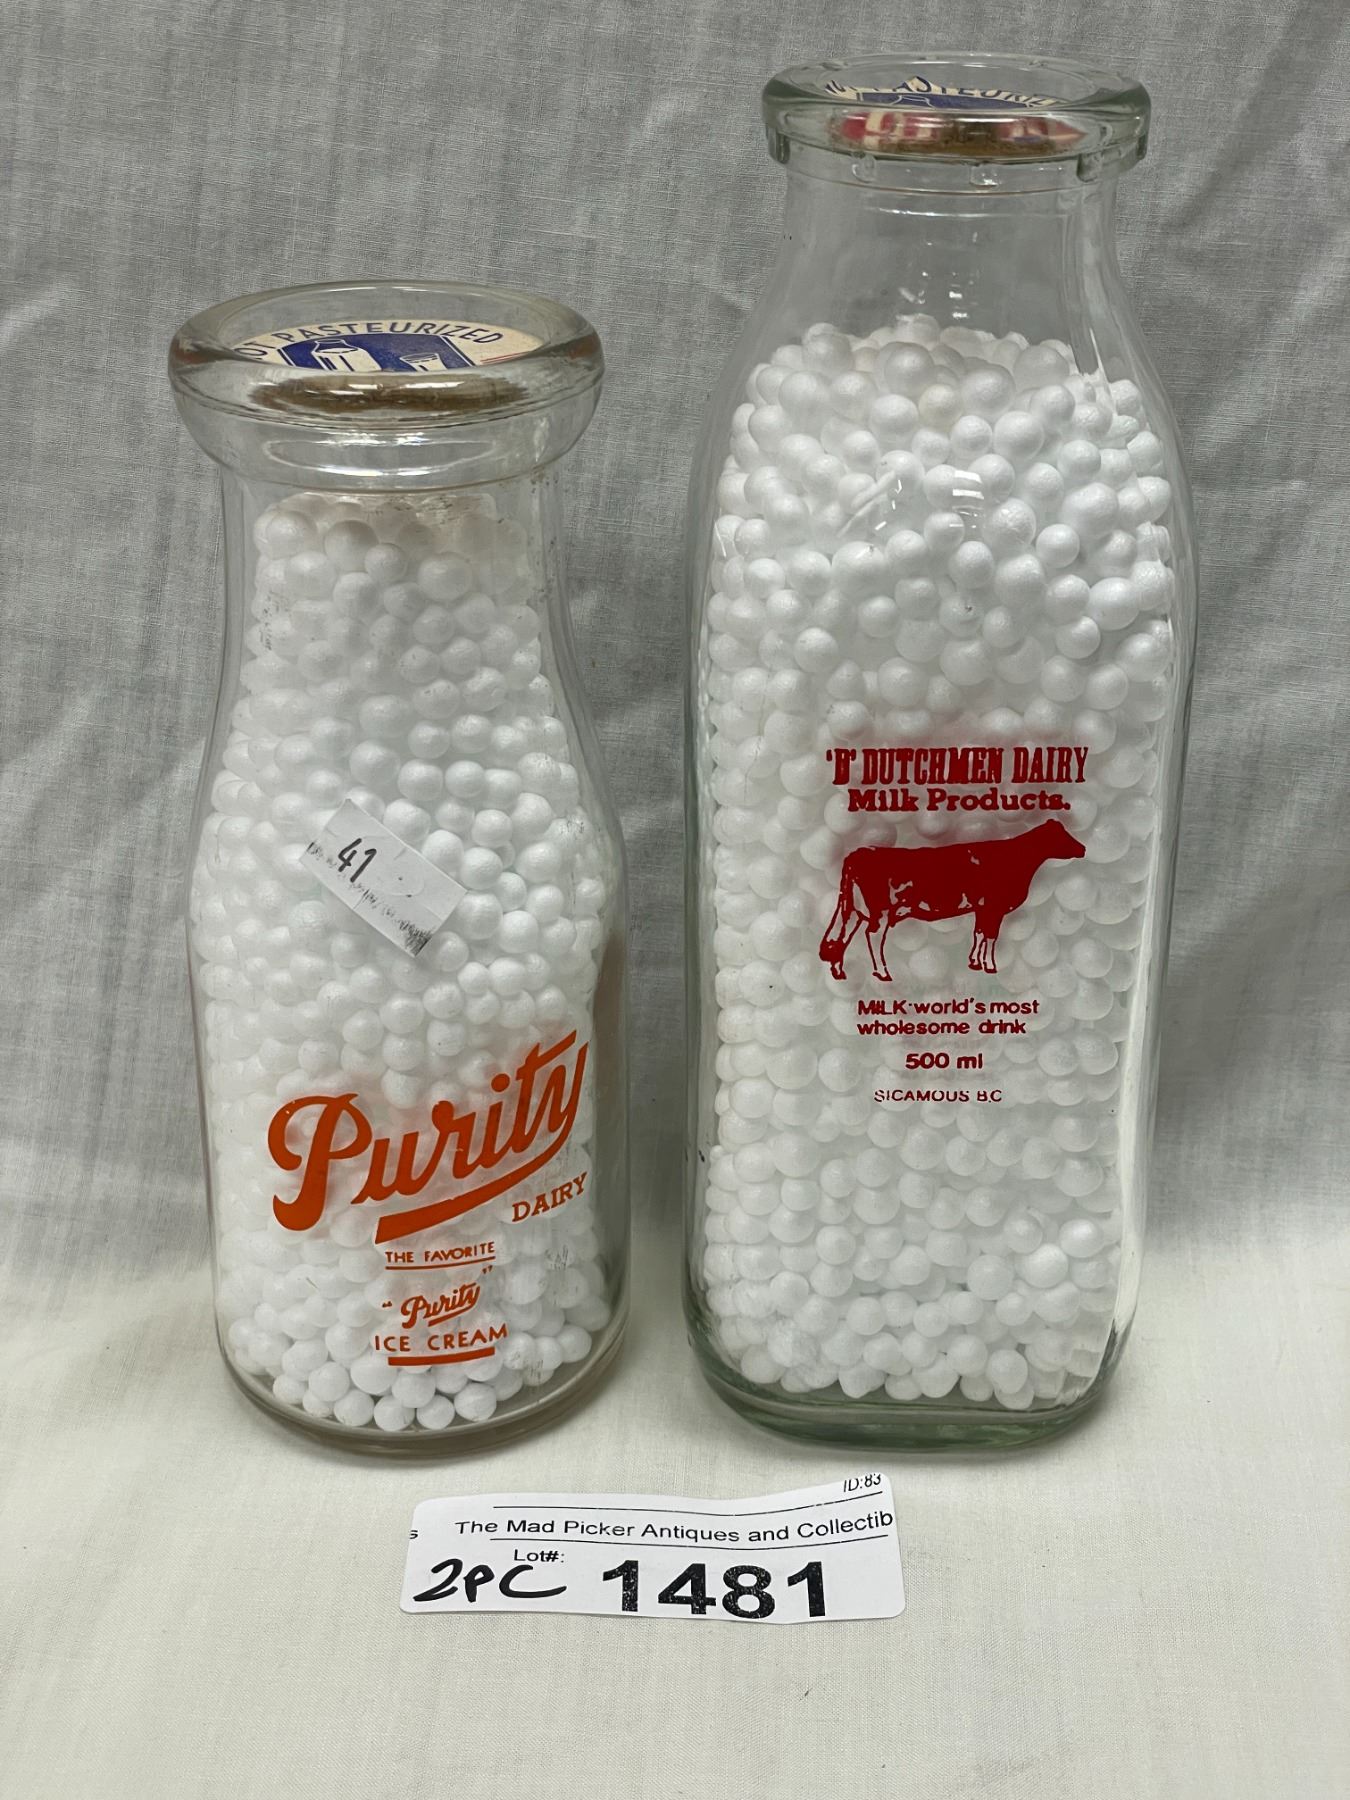 PASTEURIZED
PASTEURIZ
41
Purity
DAIRY
THE FAVORITE
"Purity"
ICE CREAM
'D' DUTCHMEN DAIRY
Milk Products.
MILK·world's most
wholesome drink
500 ml
SICAMOUS B.C
ID:83
s The Mad Picker Antiques and Collectib
Lot#:
2PC 1481